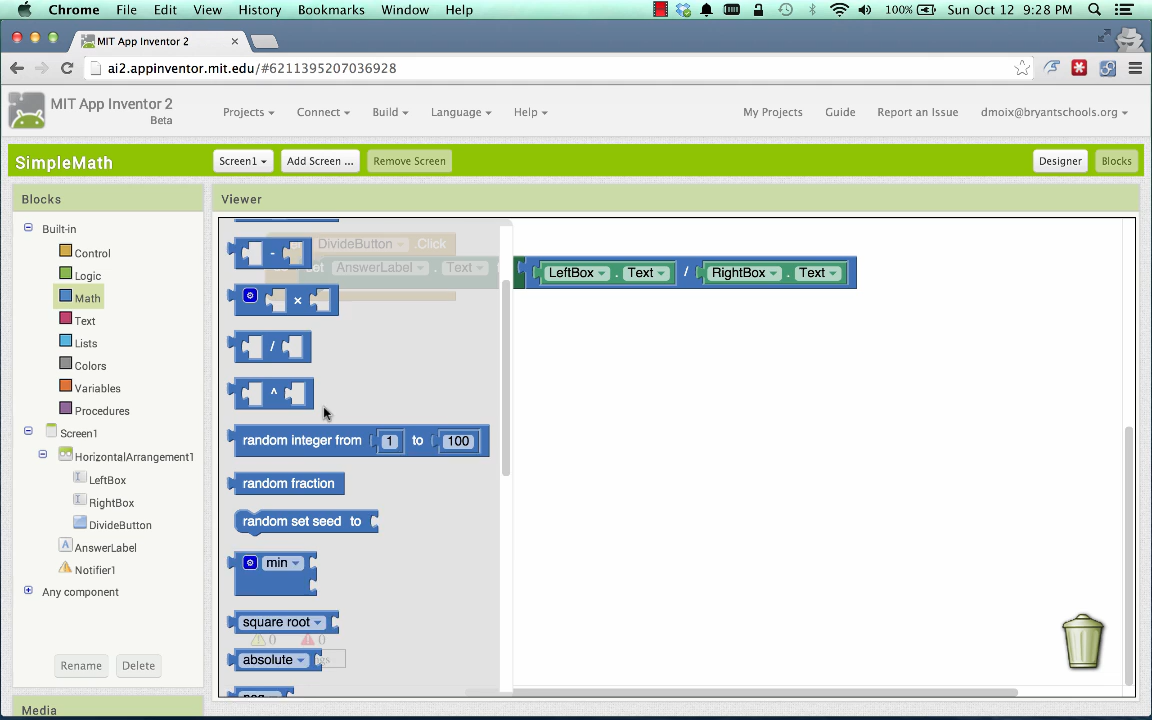 Chrome File Edit View History Bookmarks Window Help 100% Sun Oct 12 9:28 PM
MIT App Inventor 2
ai2.appinventor.mit.edu/#6211395207036928
MIT App Inventor 2
Beta
Projects Connect Build Language Help My Projects Guide Report an Issue dmoix@bryantschools.org
SimpleMath Screen1 Add Screen ... Remove Screen Designer Blocks
Blocks
Viewer
Built-in
Control
Logic
Math
Text
Lists
Colors
Variables
Procedures
Screen1
HorizontalArrangement1
LeftBox
RightBox
DivideButton
AnswerLabel
Notifier1
Any component
Rename Delete
Media
DivideButton .Click
set AnswerLabel . Text
LeftBox . Text / RightBox . Text
-
×
/
^
random integer from 1 to 100
random fraction
random set seed to
min
square root
0 0
absolute